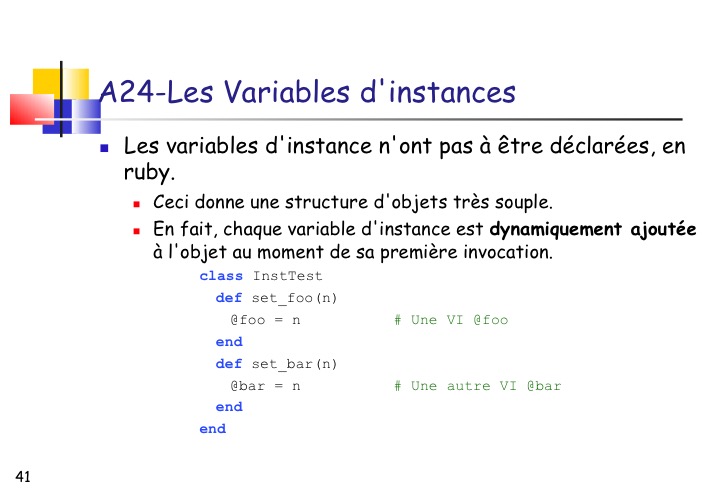 A24-Les Variables d'instances
Les variables d'instance n'ont pas à être déclarées, en
ruby.
Ceci donne une structure d'objets très souple.
En fait, chaque variable d'instance est dynamiquement ajoutée
à l'objet au moment de sa première invocation.
class InstTest
def set_foo(n)
@foo = n # Une VI @foo
end
def set_bar(n)
@bar = n # Une autre VI @bar
end
end
41